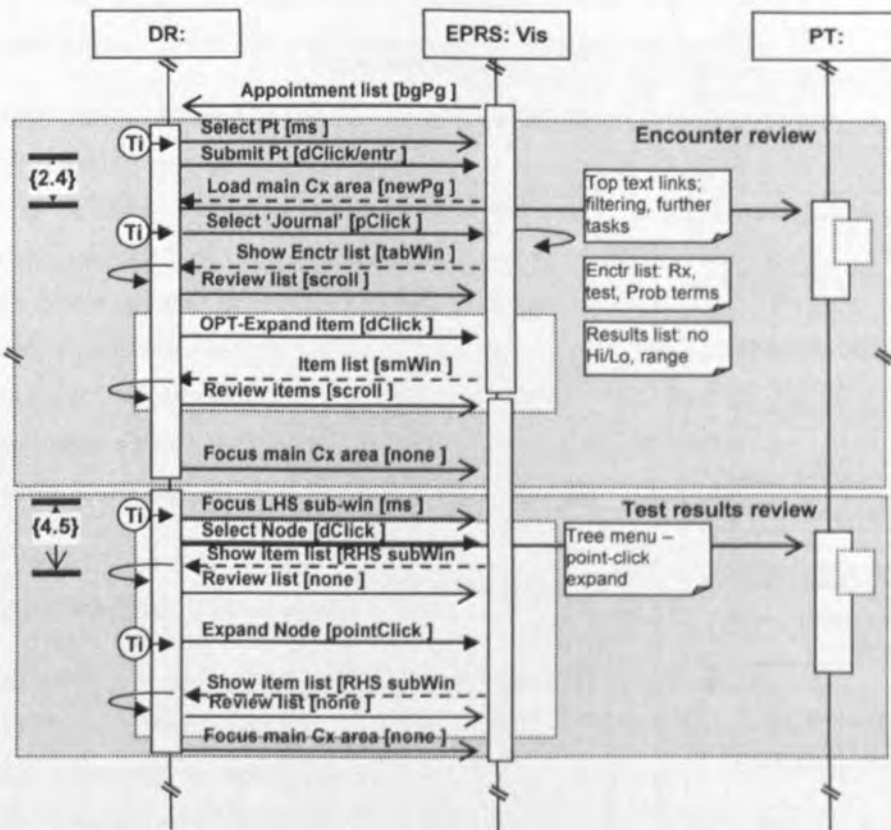 DR:
EPRS: Vis
PT:
Appointment list [bgPg ]
Encounter review
Ti
Select Pt [ms ]
Submit Pt [dClick/entr ]
{2.4}
Load main Cx area [newPg ]
Top text links;
filtering, further
tasks
Ti
Select ‘Journal’ [pClick ]
Show Enctr list [tabWin ]
Review list [scroll ]
Enctr list: Rx,
test, Prob terms
OPT-Expand item [dClick ]
Results list: no
Hi/Lo, range
Item list [smWin ]
Review items [scroll ]
Focus main Cx area [none ]
Test results review
Ti
Focus LHS sub-win [ms ]
{4.5}
Select Node [dClick ]
Tree menu –
point-click
expand
Show item list [RHS subWin
Review list [none ]
Ti
Expand Node [pointClick ]
Show item list [RHS subWin
Review list [none ]
Focus main Cx area [none ]